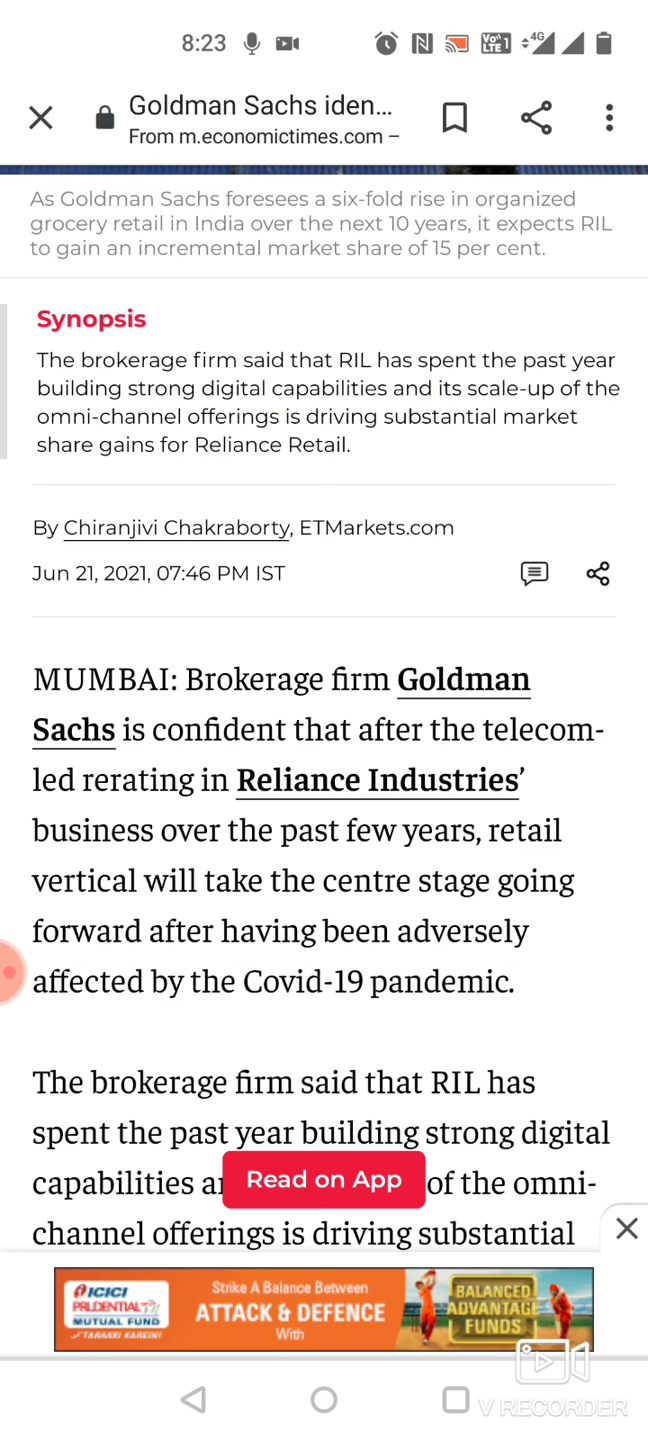 8:23
Vo))1
LTE
4G
Goldman Sachs iden...
From m.economictimes.com –
As Goldman Sachs foresees a six-fold rise in organized
grocery retail in India over the next 10 years, it expects RIL
to gain an incremental market share of 15 per cent.
Synopsis
The brokerage firm said that RIL has spent the past year
building strong digital capabilities and its scale-up of the
omni-channel offerings is driving substantial market
share gains for Reliance Retail.
By Chiranjivi Chakraborty, ETMarkets.com
Jun 21, 2021, 07:46 PM IST
MUMBAI: Brokerage firm Goldman
Sachs is confident that after the telecom-
led rerating in Reliance Industries’
business over the past few years, retail
vertical will take the centre stage going
forward after having been adversely
affected by the Covid-19 pandemic.
The brokerage firm said that RIL has
spent the past year building strong digital
capabilities of the omni-
Read on App
channel offerings is driving substantial
ICICI
PRUDENTIAL
MUTUAL FUND
TARAKKI KAREIN!
Strike A Balance Between
ATTACK & DEFENCE
With
BALANCED
ADVANTAGE
FUNDS
V RECORDER